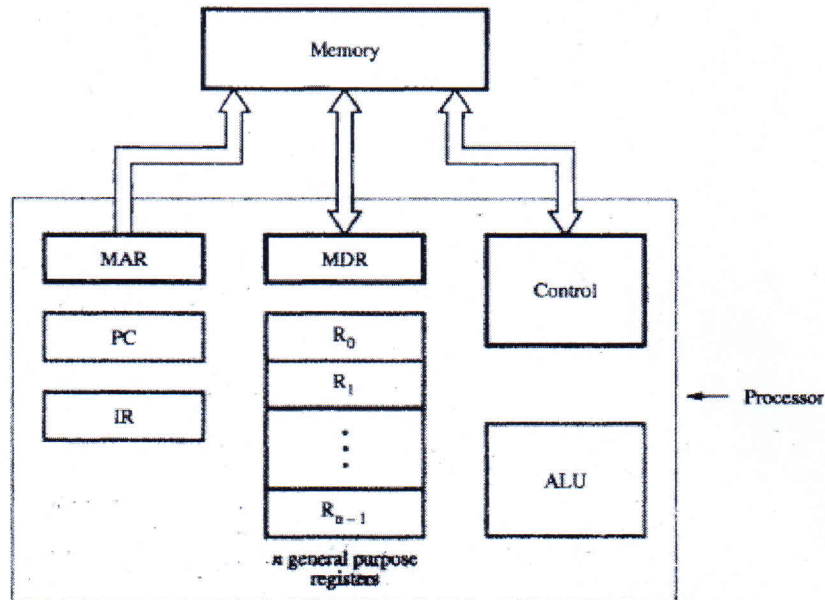 Memory
MAR
MDR
Control
PC
R₀
IR
R₁
Processor
ALU
Rₙ₋₁
n general purpose
registers